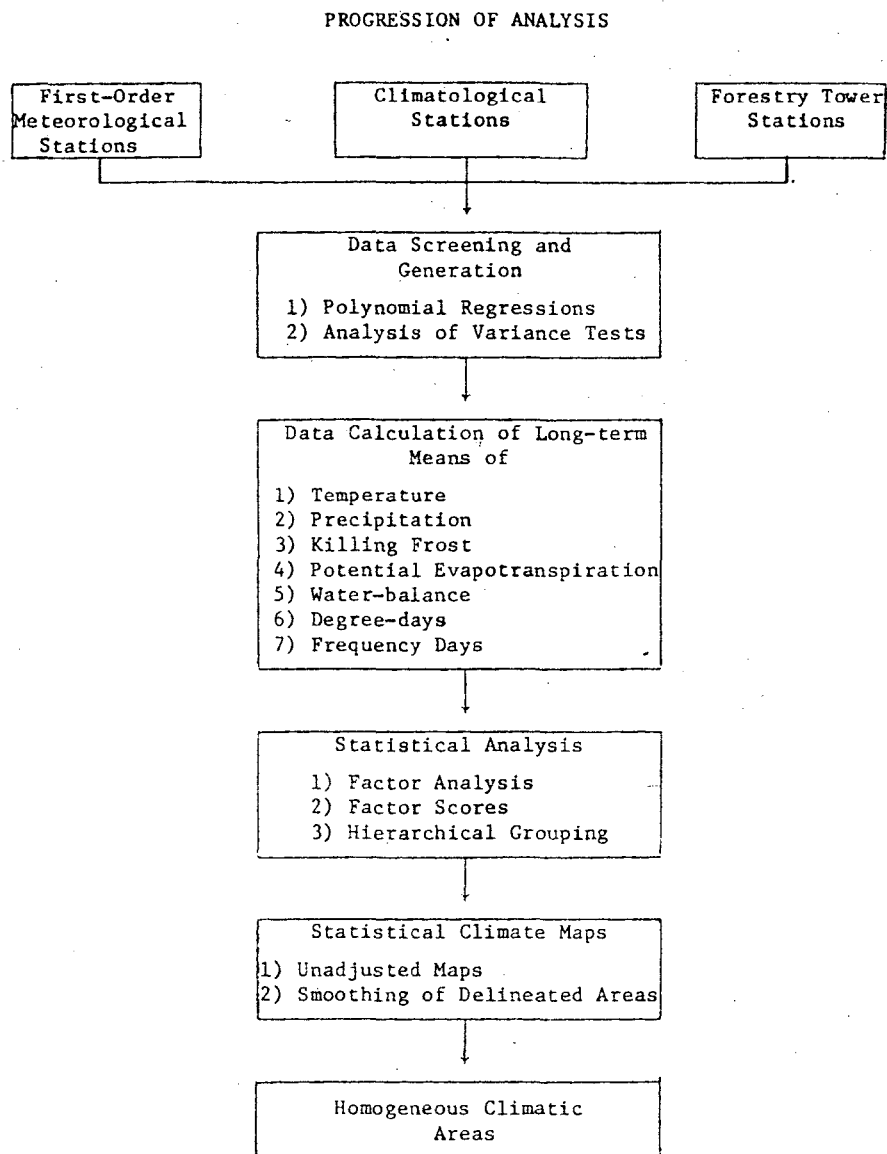 PROGRESSION OF ANALYSIS
First-Order
Meteorological
Stations
Climatological
Stations
Forestry Tower
Stations
Data Screening and
Generation
1) Polynomial Regressions
2) Analysis of Variance Tests
Data Calculation of Long-term
Means of
1) Temperature
2) Precipitation
3) Killing Frost
4) Potential Evapotranspiration
5) Water-balance
6) Degree-days
7) Frequency Days
Statistical Analysis
1) Factor Analysis
2) Factor Scores
3) Hierarchical Grouping
Statistical Climate Maps
1) Unadjusted Maps
2) Smoothing of Delineated Areas
Homogeneous Climatic
Areas